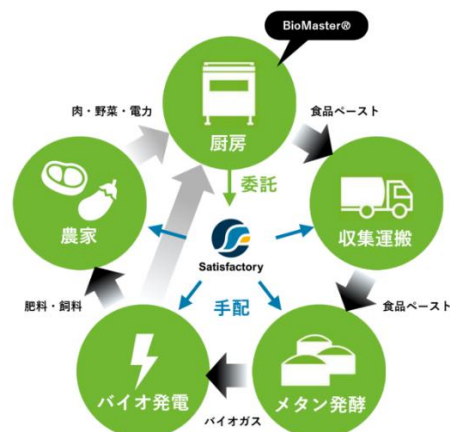 BioMaster®
肉・野菜・電力
食品ペースト
厨房
委託
農家
収集運搬
Satisfactory
肥料・飼料
手配
食品ペースト
バイオ発電
メタン発酵
バイオガス